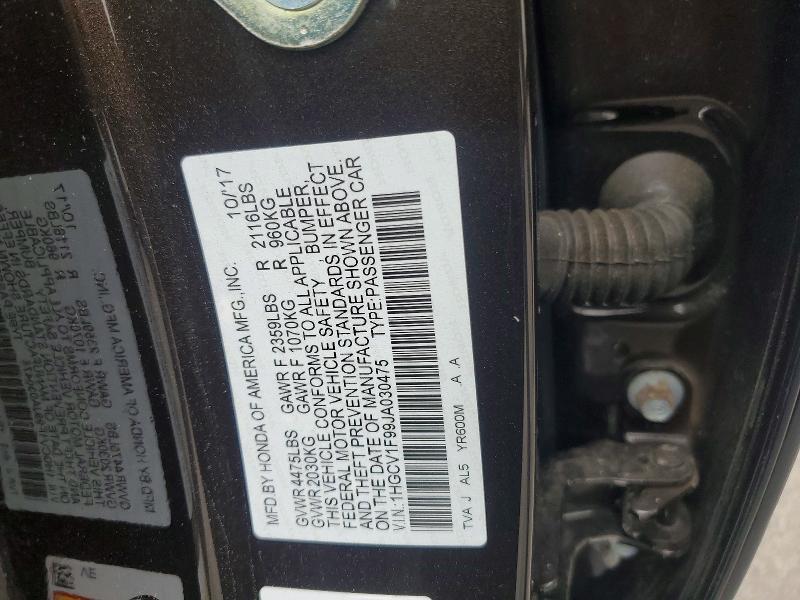 MFD.BY HONDA OF AMERICA MFG.,INC. 10/'17
GVWR 4475LBS GAWR F 2359LBS R 2116LBS
GVWR 2030KG GAWR F 1070KG R 960KG
THIS VEHICLE CONFORMS TO ALL APPLICABLE
FEDERAL MOTOR VEHICLE SAFETY, BUMPER,
AND THEFT PREVENTION STANDARDS IN EFFECT
ON THE DATE OF MANUFACTURE SHOWN ABOVE.
V.I.N.:1HGCV1F99JA030475 TYPE:PASSENGER CAR
TVA J AL5 YR600M .A .A